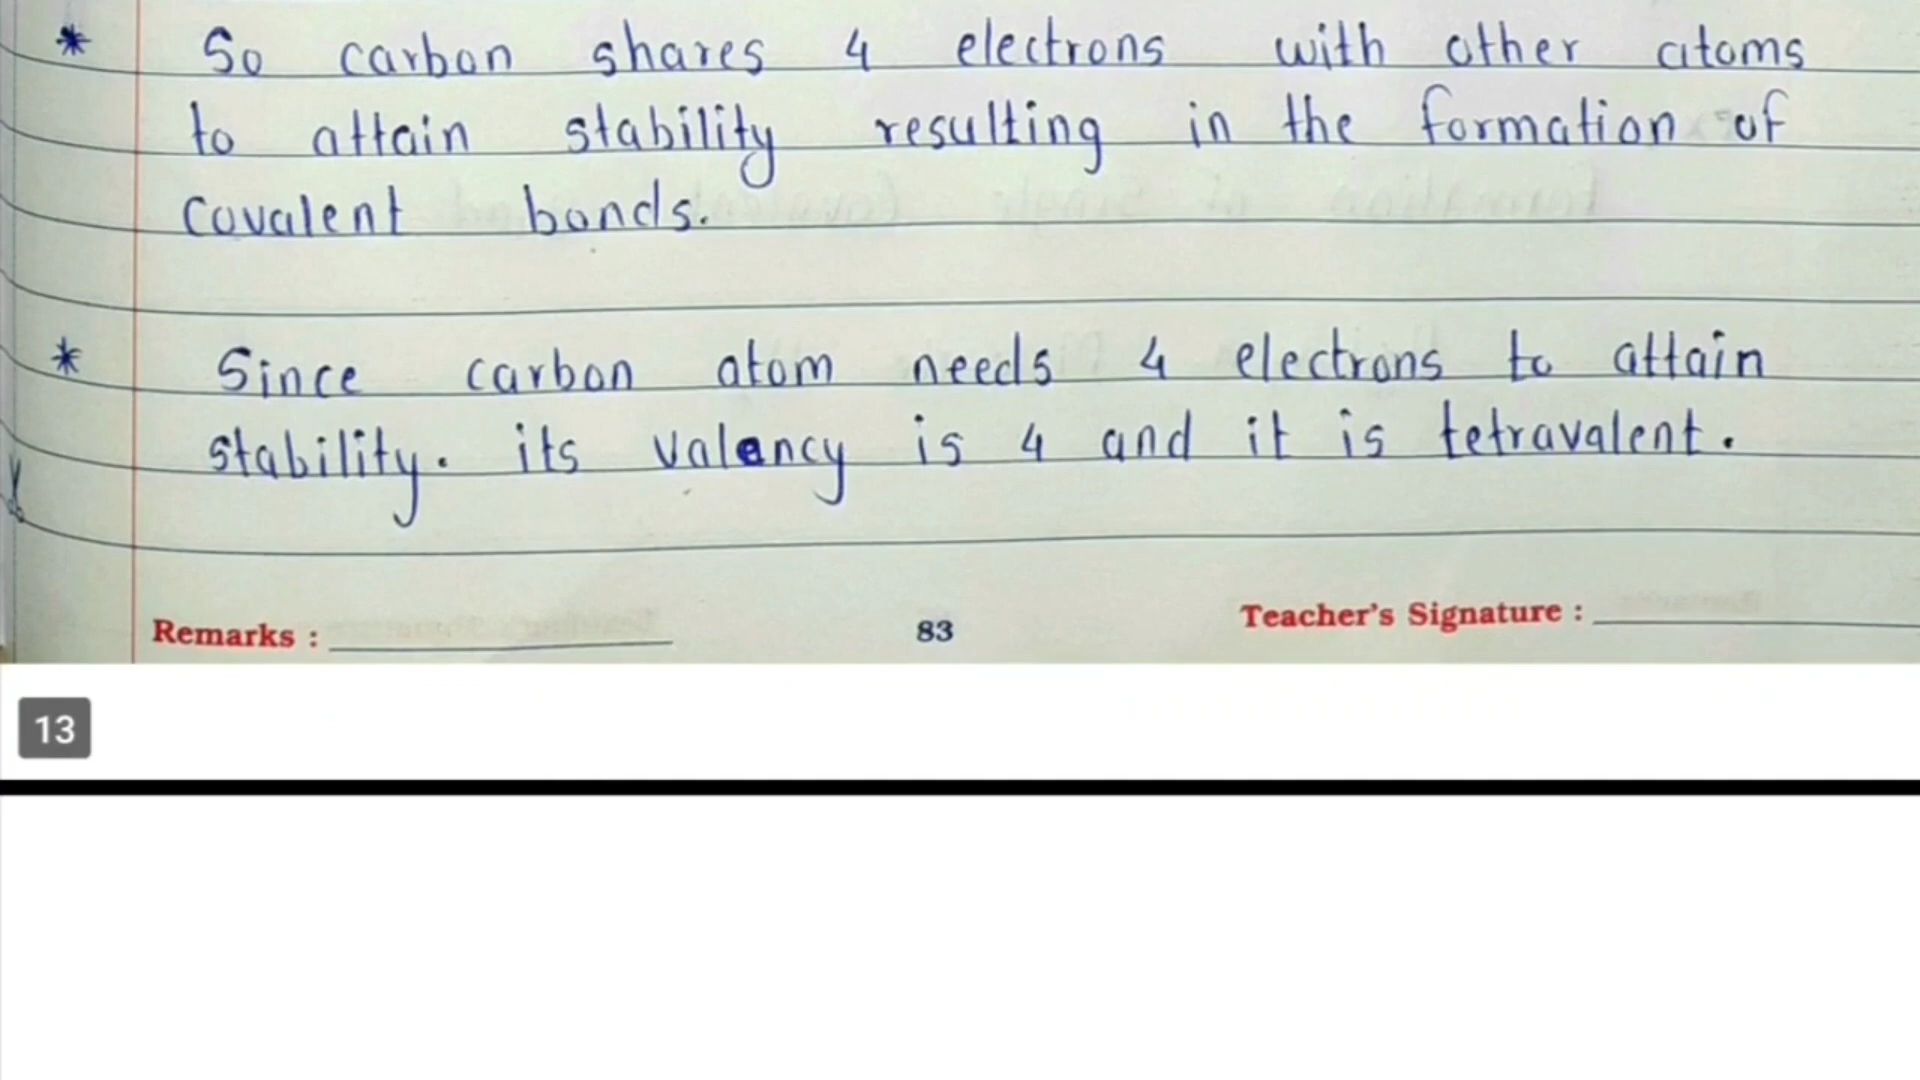 * So carbon shares 4 electrons with other atoms
to attain stability resulting in the formation of
covalent bonds.
* Since carbon atom needs 4 electrons to attain
stability. its valency is 4 and it is tetravalent.
Remarks : 83 Teacher's Signature :
13